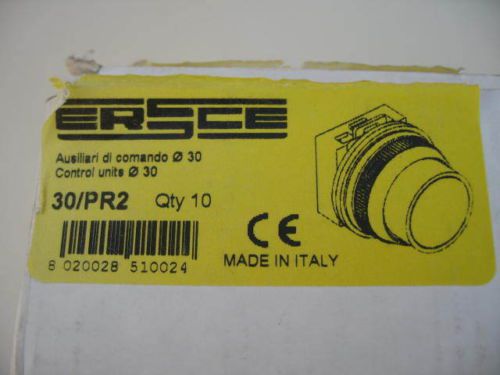 ERSCE
Ausiliari di comando Ø 30
Control units Ø 30
30/PR2 Qty 10
8 020028 510024
CE
MADE IN ITALY